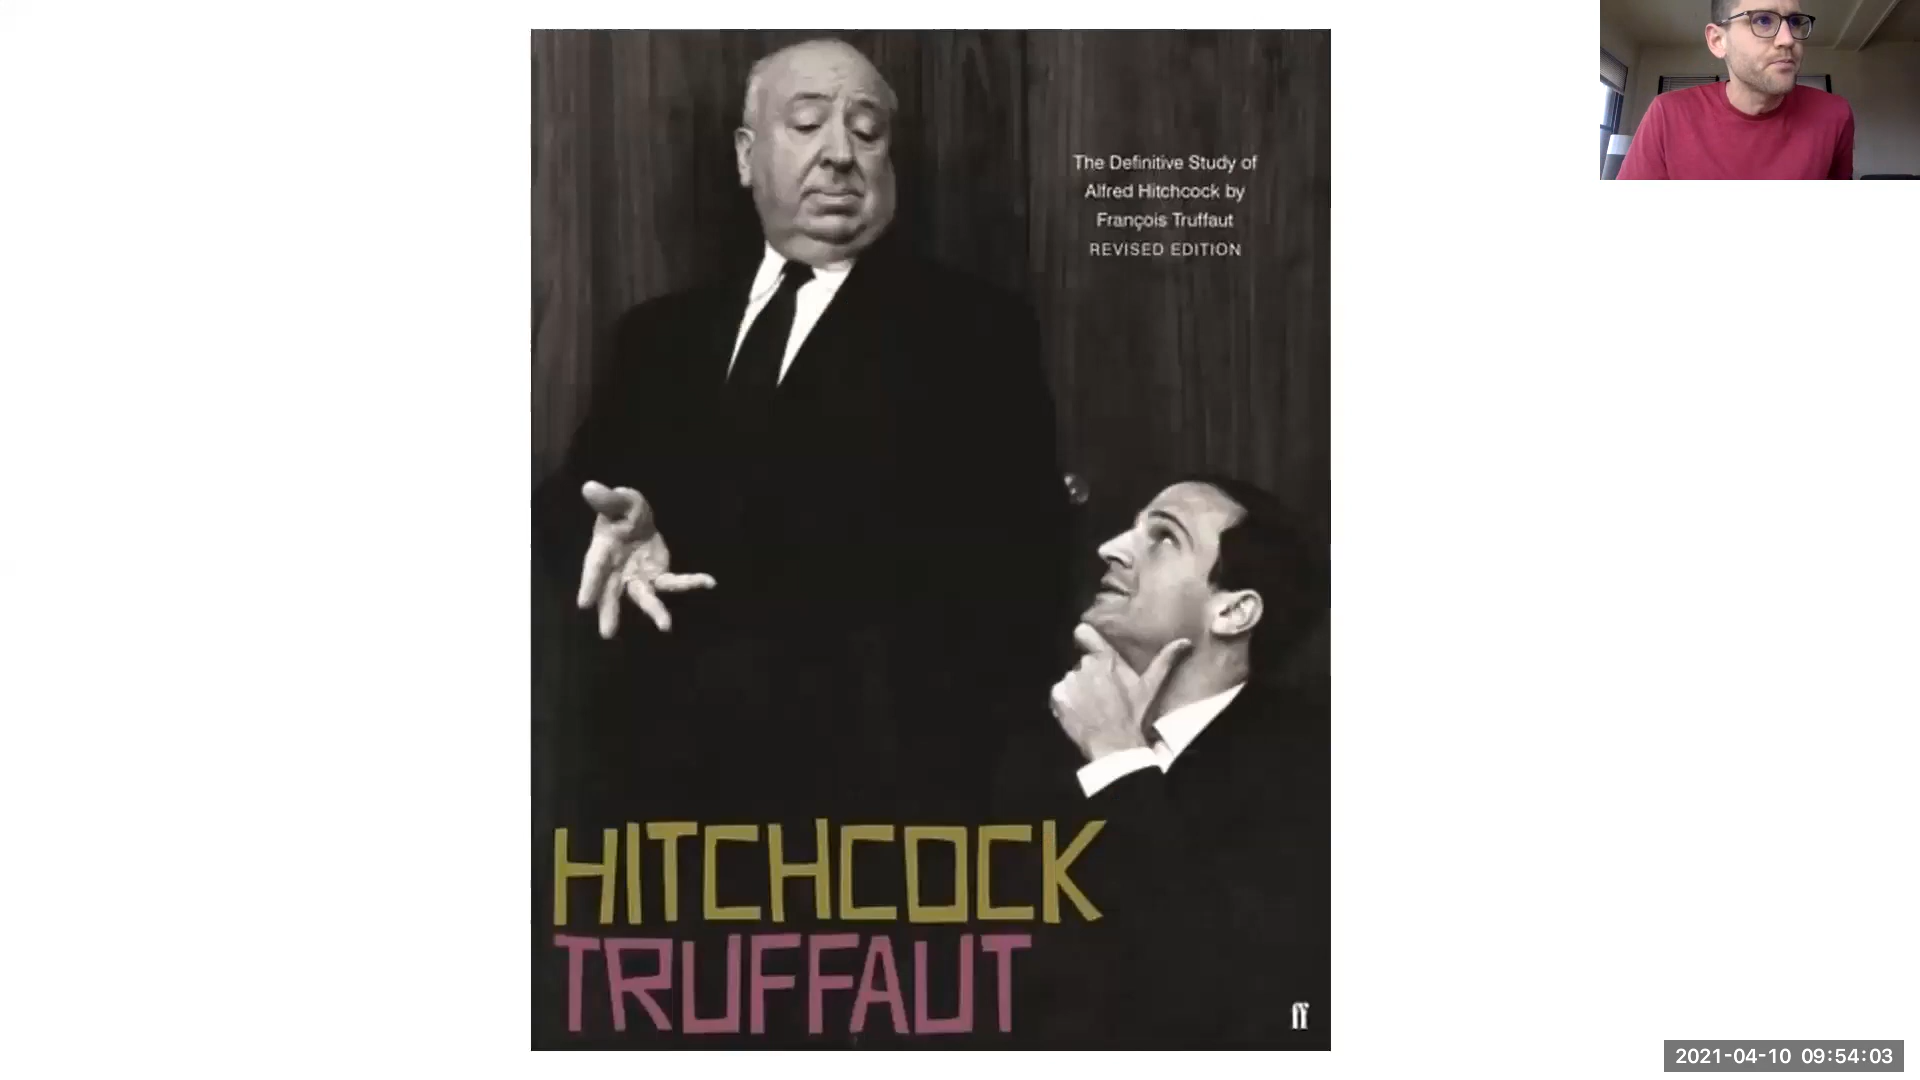 The Definitive Study of
Alfred Hitchcock by
François Truffaut
REVISED EDITION
HITCHCOCK
TRUFFAUT
ff
2021-04-10 09:54:03